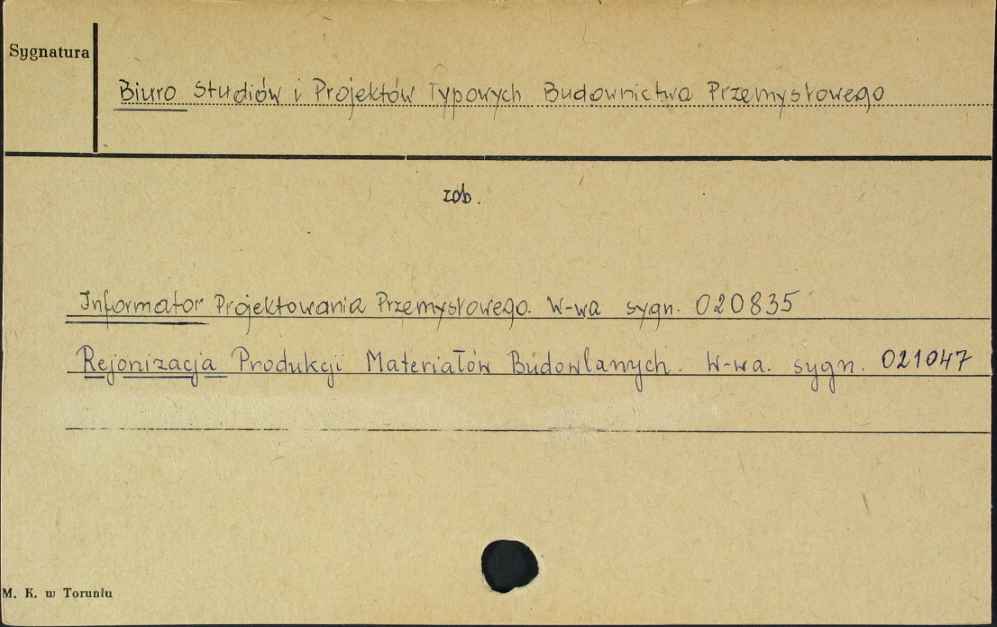 Sygnatura
Biuro Studiów i Projektów Typowych Budownictwa Przemysłowego
zob.
Informator Projektowania Przemysłowego. W-wa sygn. 020835
Rejonizacja Produkcji Materiałów Budowlanych. W-wa. sygn. 021047
M. K. w Toruniu